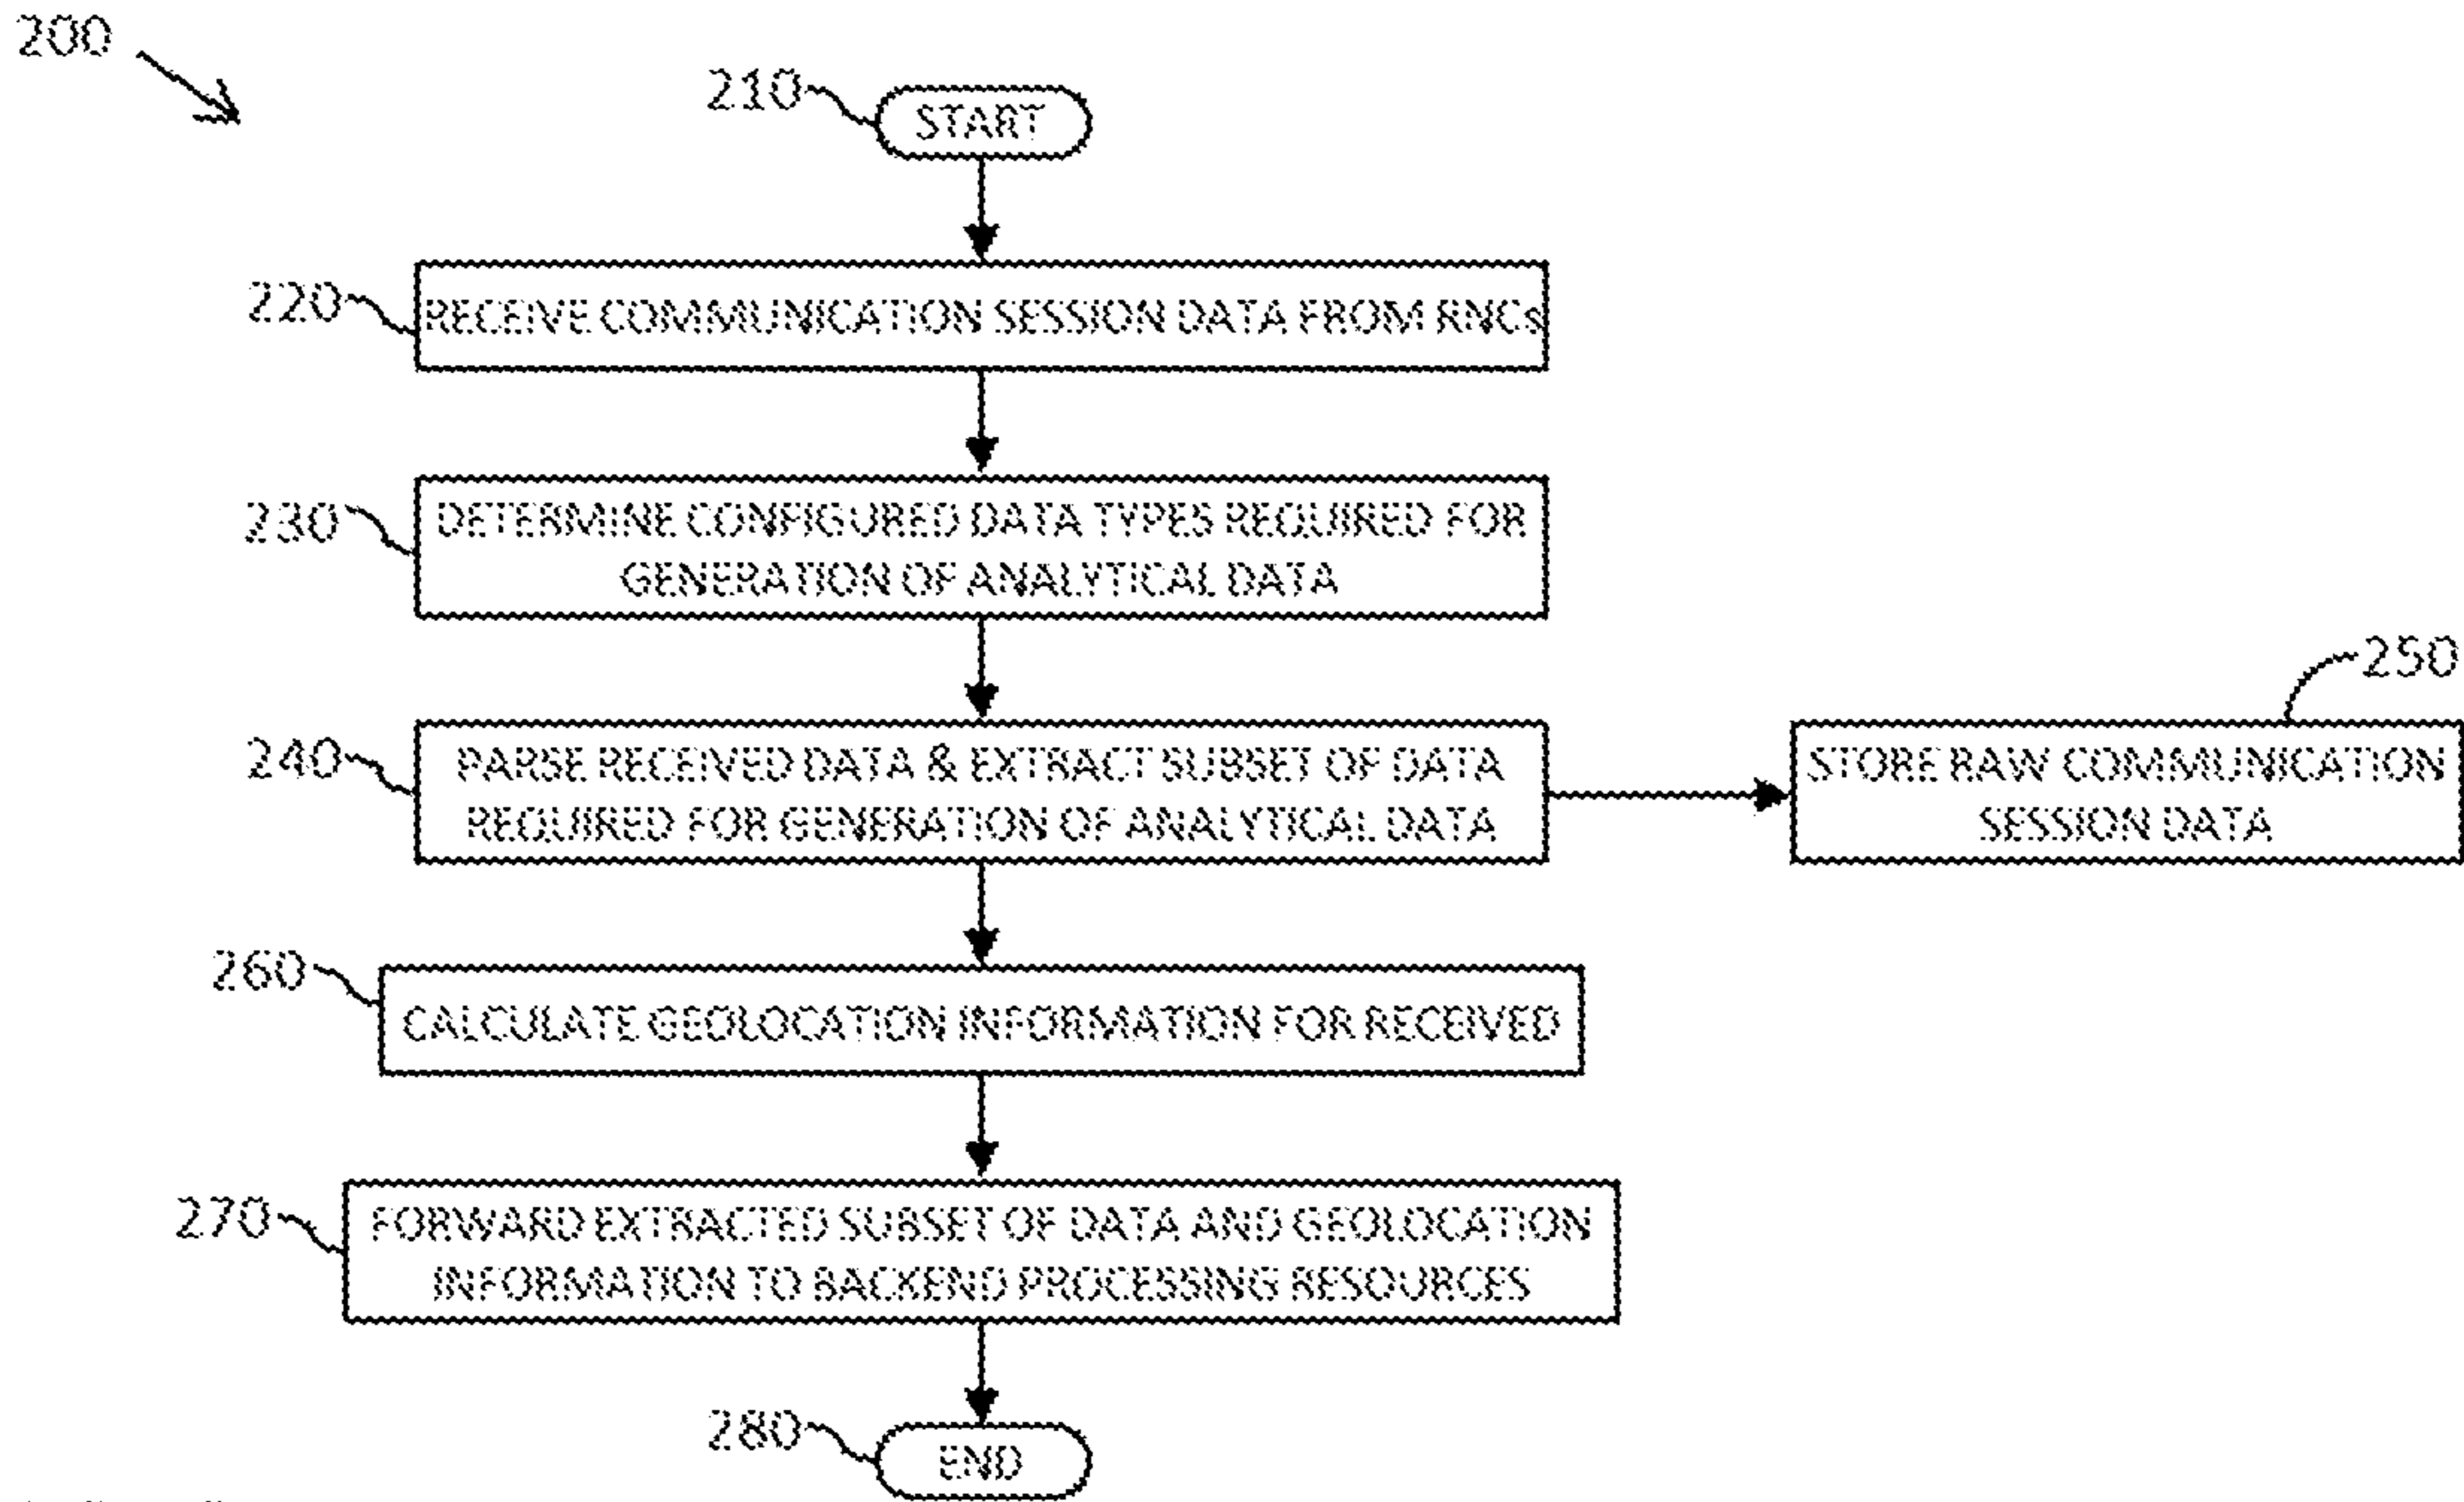 200
210
START
220
RECEIVE COMMUNICATION SESSION DATA FROM RNCs
230
DETERMINE CONFIGURED DATA TYPES REQUIRED FOR
GENERATION OF ANALYTICAL DATA
240
PARSE RECEIVED DATA & EXTRACT SUBSET OF DATA
REQUIRED FOR GENERATION OF ANALYTICAL DATA
250
STORE RAW COMMUNICATION
SESSION DATA
260
CALCULATE GEOLOCATION INFORMATION FOR RECEIVED
270
FORWARD EXTRACTED SUBSET OF DATA AND GEOLOCATION
INFORMATION TO BACKEND PROCESSING RESOURCES
280
END